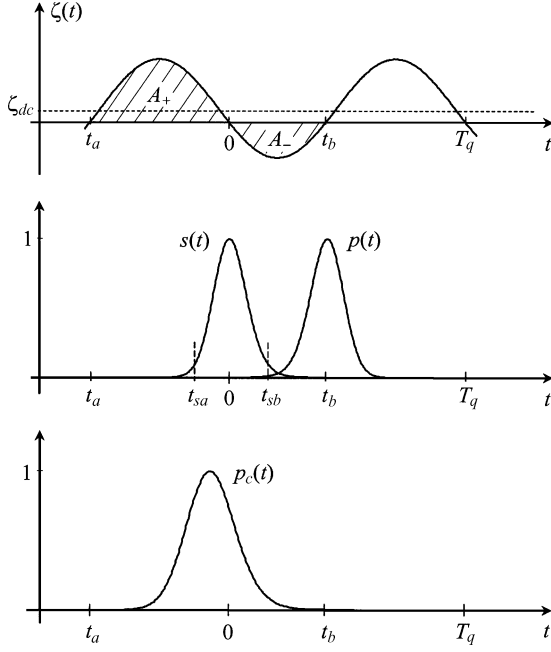 ζ(t)
ζdc
A+
A−
ta 0 tb Tq t
1
s(t) p(t)
ta tsa 0 tsb tb Tq t
1
pc(t)
ta 0 tb Tq t